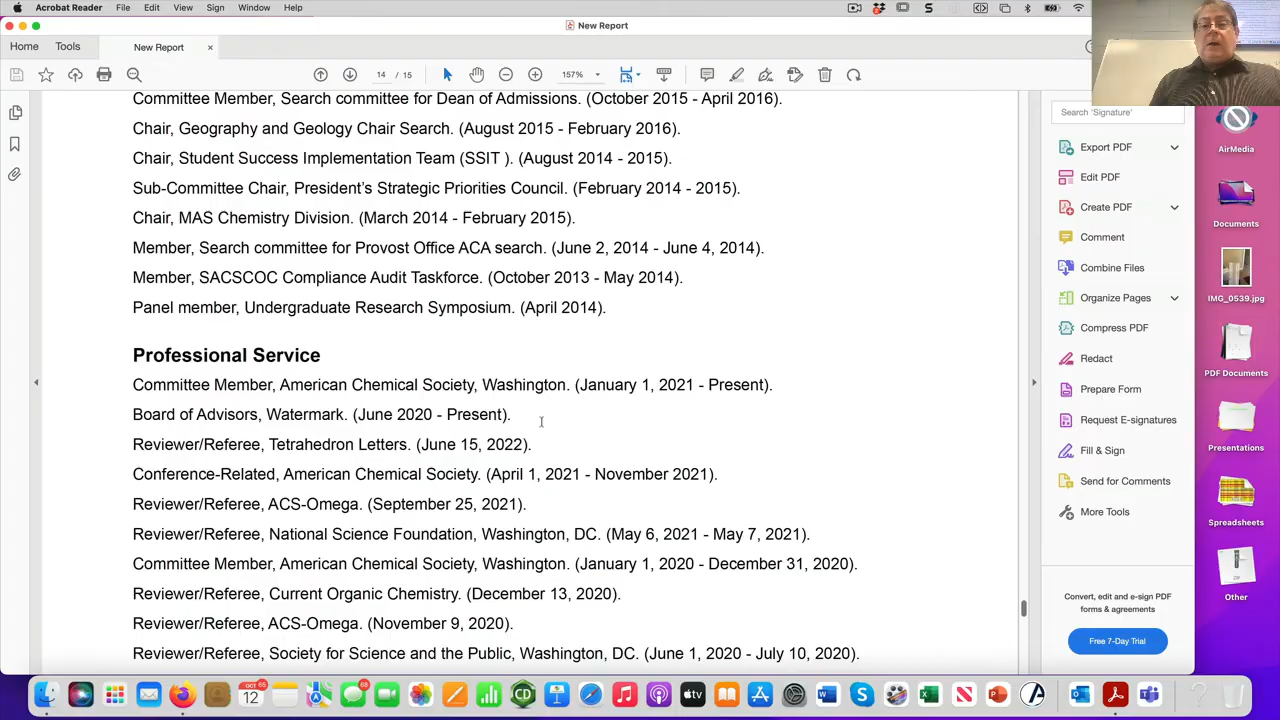 Acrobat Reader File Edit View Sign Window Help
New Report
Home Tools New Report ×
14 / 15 157%
Committee Member, Search committee for Dean of Admissions. (October 2015 - April 2016).
Chair, Geography and Geology Chair Search. (August 2015 - February 2016).
Chair, Student Success Implementation Team (SSIT ). (August 2014 - 2015).
Sub-Committee Chair, President's Strategic Priorities Council. (February 2014 - 2015).
Chair, MAS Chemistry Division. (March 2014 - February 2015).
Member, Search committee for Provost Office ACA search. (June 2, 2014 - June 4, 2014).
Member, SACSCOC Compliance Audit Taskforce. (October 2013 - May 2014).
Panel member, Undergraduate Research Symposium. (April 2014).
Professional Service
Committee Member, American Chemical Society, Washington. (January 1, 2021 - Present).
Board of Advisors, Watermark. (June 2020 - Present).
Reviewer/Referee, Tetrahedron Letters. (June 15, 2022).
Conference-Related, American Chemical Society. (April 1, 2021 - November 2021).
Reviewer/Referee, ACS-Omega. (September 25, 2021).
Reviewer/Referee, National Science Foundation, Washington, DC. (May 6, 2021 - May 7, 2021).
Committee Member, American Chemical Society, Washington. (January 1, 2020 - December 31, 2020).
Reviewer/Referee, Current Organic Chemistry. (December 13, 2020).
Reviewer/Referee, ACS-Omega. (November 9, 2020).
Reviewer/Referee, Society for Sc e Public, Washington, DC. (June 1, 2020 - July 10, 2020).
Search 'Signature'
Export PDF
Edit PDF
Create PDF
Comment
Combine Files
Organize Pages
Compress PDF
Redact
Prepare Form
Request E-signatures
Fill & Sign
Send for Comments
More Tools
Convert, edit and e-sign PDF
forms & agreements
Free 7-Day Trial
AirMedia
Documents
IMG_0539.jpg
PDF Documents
Presentations
Spreadsheets
ZIP
Other
OCT
12
tv